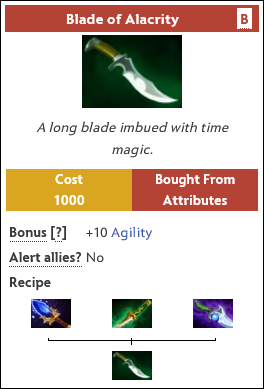 Blade of Alacrity
B
A long blade imbued with time
magic.
Cost
1000
Bought From
Attributes
Bonus [?] +10 Agility
Alert allies? No
Recipe